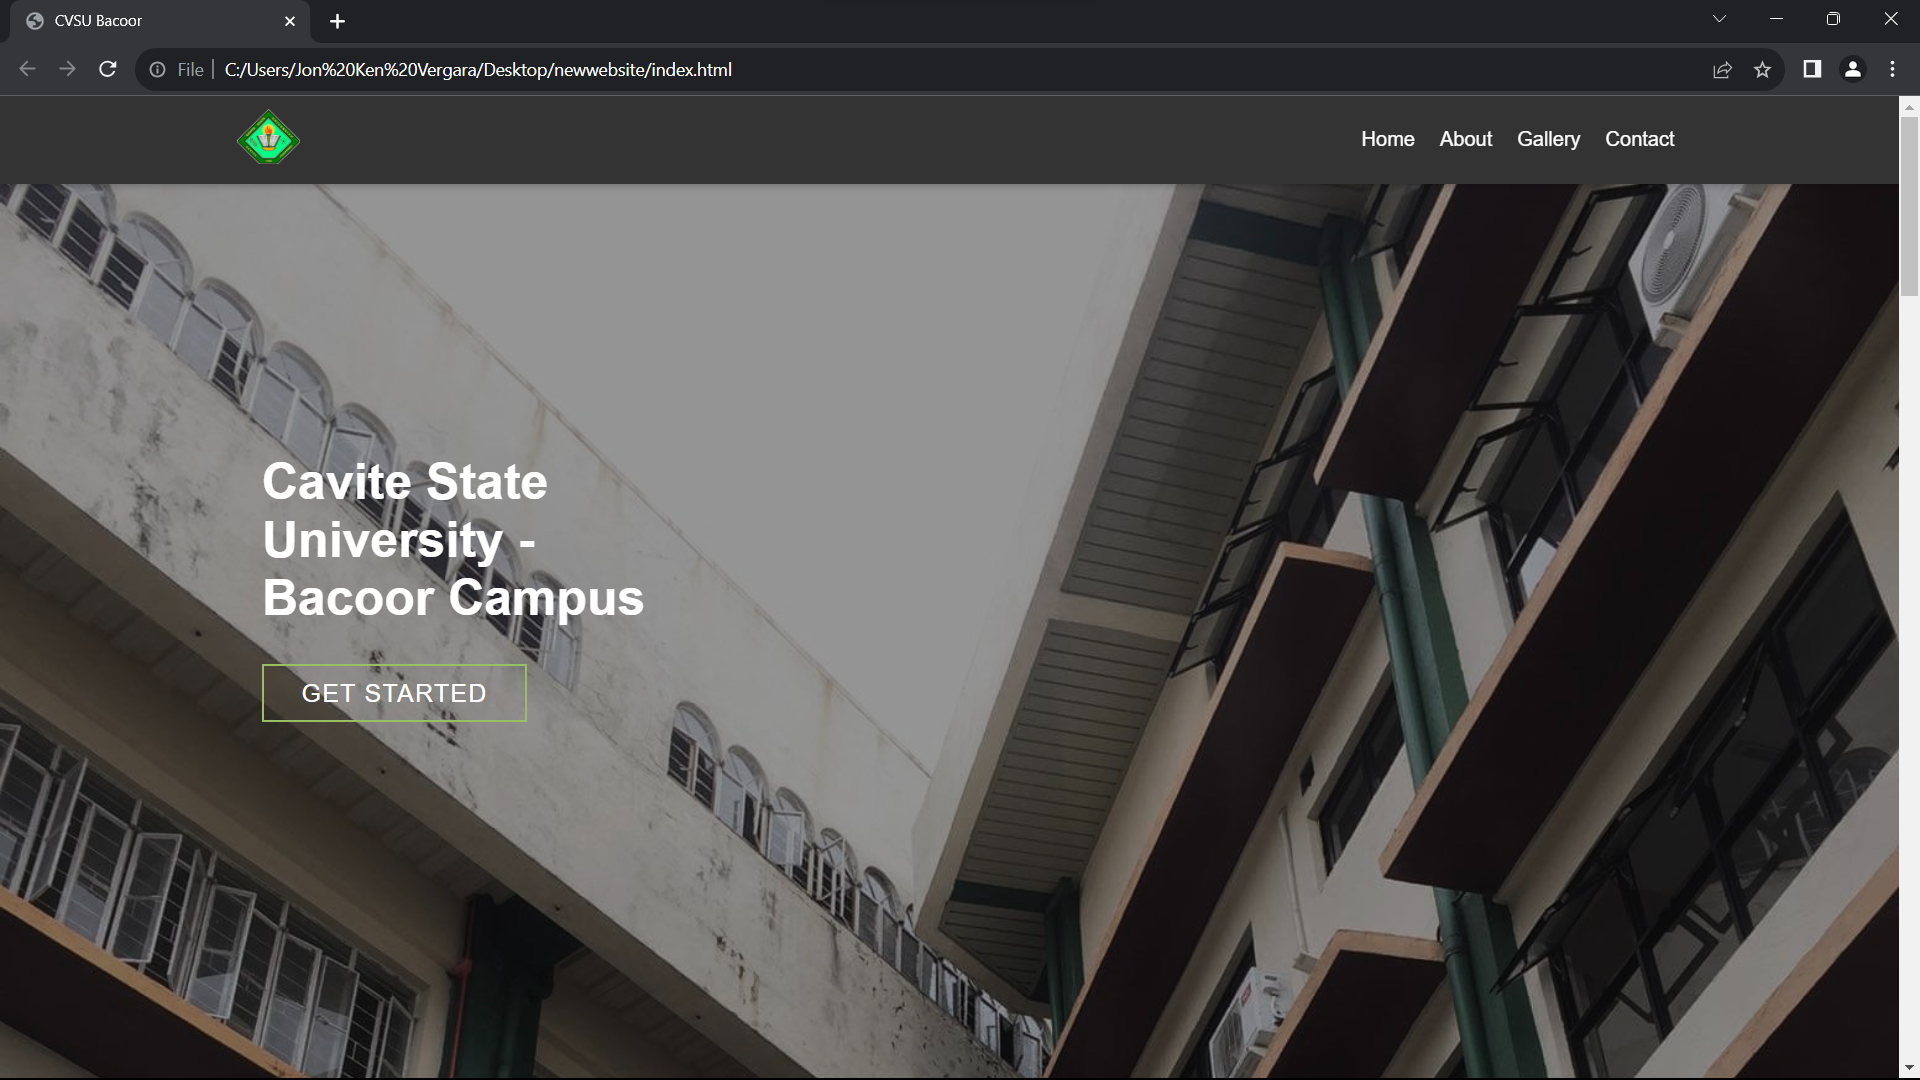 CVSU Bacoor
File
C:/Users/Jon%20Ken%20Vergara/Desktop/newwebsite/index.html
Home About Gallery Contact
Cavite State
University -
Bacoor Campus
GET STARTED